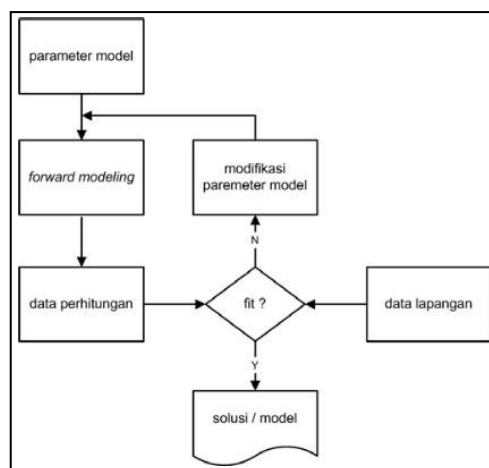 parameter model
forward modeling
modifikasi
paremeter model
N
data perhitungan
fit ?
data lapangan
Y
solusi / model